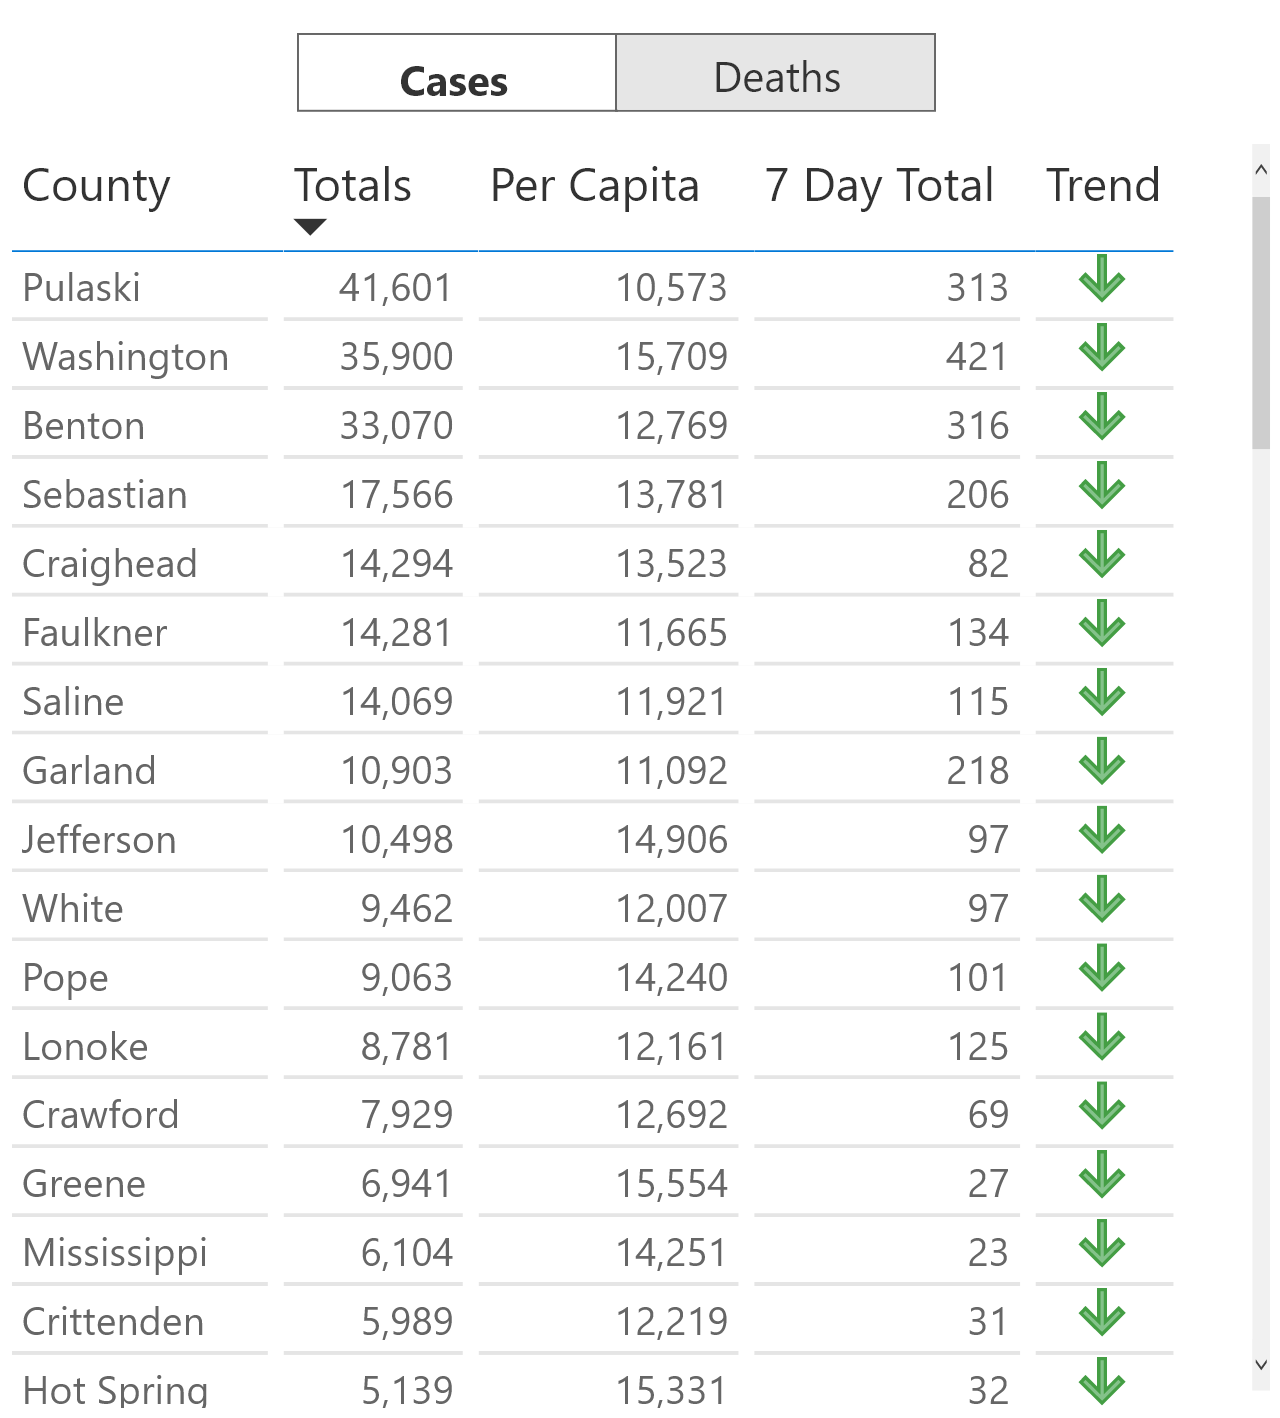 Cases Deaths
County Totals Per Capita 7 Day Total Trend
Pulaski 41,601 10,573 313
Washington 35,900 15,709 421
Benton 33,070 12,769 316
Sebastian 17,566 13,781 206
Craighead 14,294 13,523 82
Faulkner 14,281 11,665 134
Saline 14,069 11,921 115
Garland 10,903 11,092 218
Jefferson 10,498 14,906 97
White 9,462 12,007 97
Pope 9,063 14,240 101
Lonoke 8,781 12,161 125
Crawford 7,929 12,692 69
Greene 6,941 15,554 27
Mississippi 6,104 14,251 23
Crittenden 5,989 12,219 31
Hot Spring 5,139 15,331 32